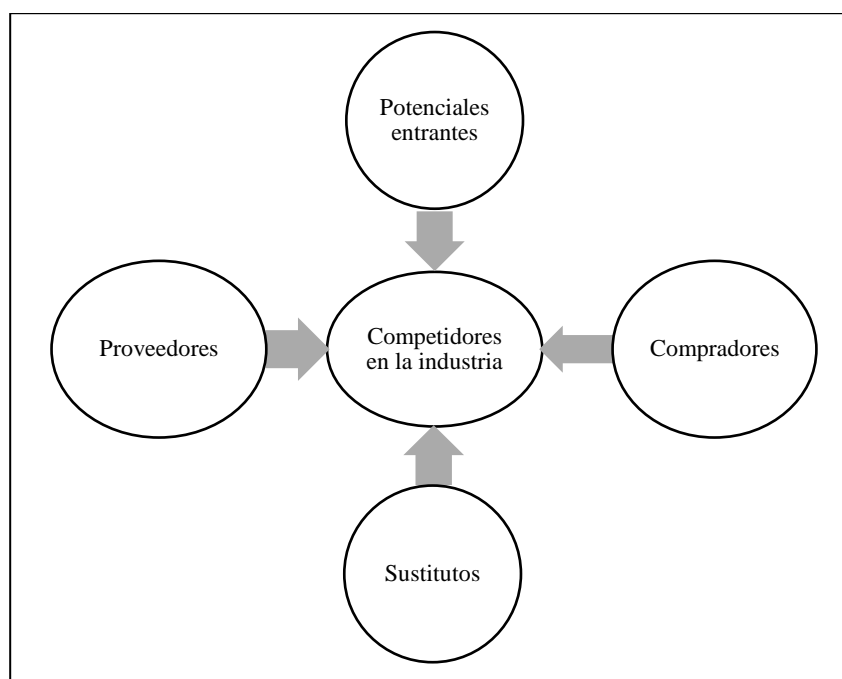 Potenciales
entrantes
Proveedores
Competidores
en la industria
Compradores
Sustitutos